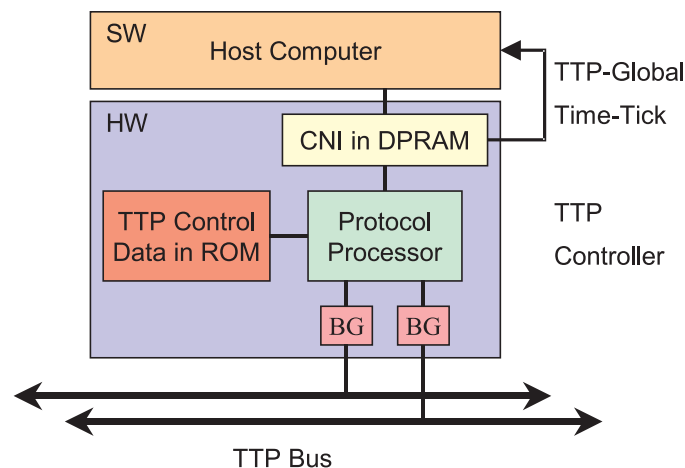 SW
Host Computer
TTP-Global
Time-Tick
HW
CNI in DPRAM
TTP Control
Data in ROM
Protocol
Processor
TTP
Controller
BG
BG
TTP Bus